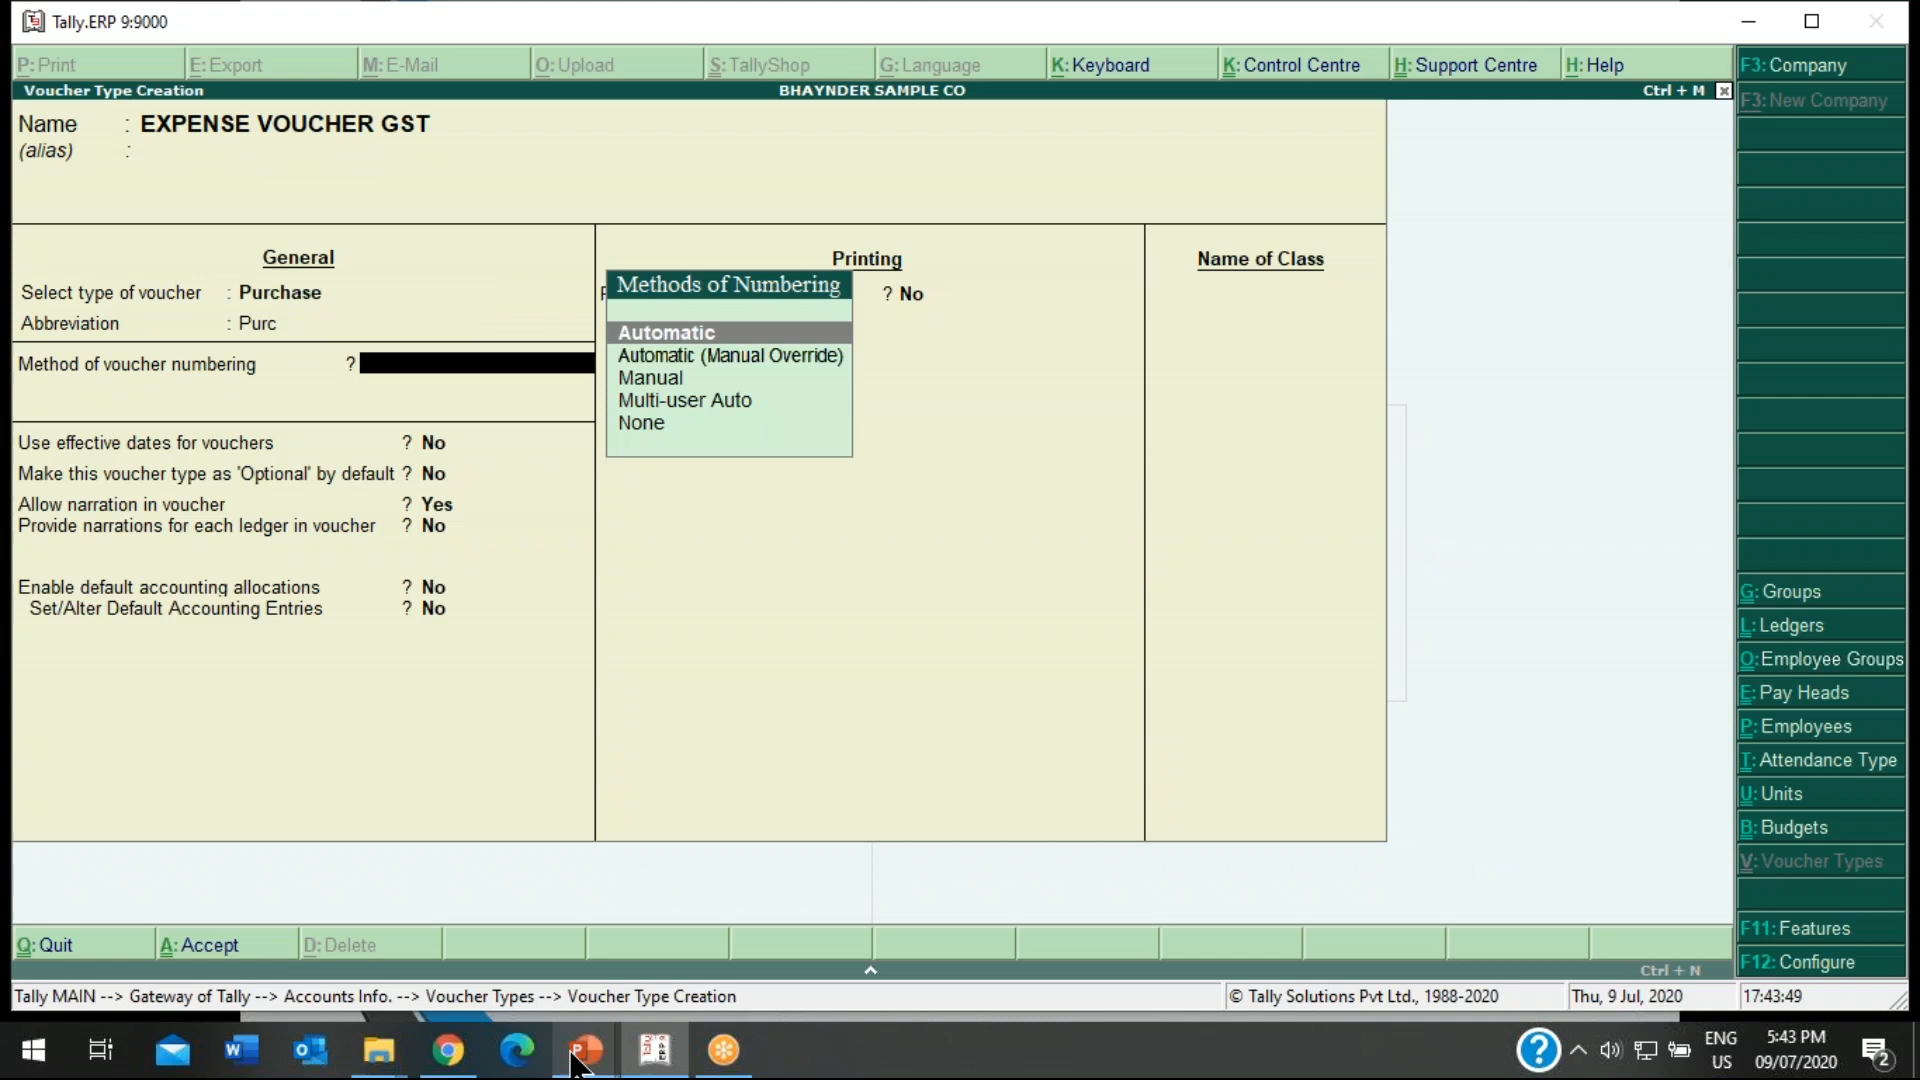 Tally.ERP 9:9000
P: Print
E: Export
M: E-Mail
O: Upload
S: TallyShop
G: Language
K: Keyboard
K: Control Centre
H: Support Centre
H: Help
F3: Company
Voucher Type Creation
BHAYNDER SAMPLE CO
Ctrl + M
F3: New Company
Name : EXPENSE VOUCHER GST
(alias) :
General
Printing
Name of Class
Select type of voucher : Purchase
? No
Abbreviation : Purc
Method of voucher numbering ?
Methods of Numbering
Automatic
Automatic (Manual Override)
Manual
Multi-user Auto
None
Use effective dates for vouchers ? No
Make this voucher type as 'Optional' by default ? No
Allow narration in voucher ? Yes
Provide narrations for each ledger in voucher ? No
Enable default accounting allocations ? No
Set/Alter Default Accounting Entries ? No
G: Groups
L: Ledgers
O: Employee Groups
E: Pay Heads
P: Employees
T: Attendance Type
U: Units
B: Budgets
V: Voucher Types
F11: Features
F12: Configure
Q: Quit
A: Accept
D: Delete
Ctrl + N
Tally MAIN --> Gateway of Tally --> Accounts Info. --> Voucher Types --> Voucher Type Creation
© Tally Solutions Pvt Ltd., 1988-2020
Thu, 9 Jul, 2020
17:43:49
ENG
US
5:43 PM
09/07/2020
2